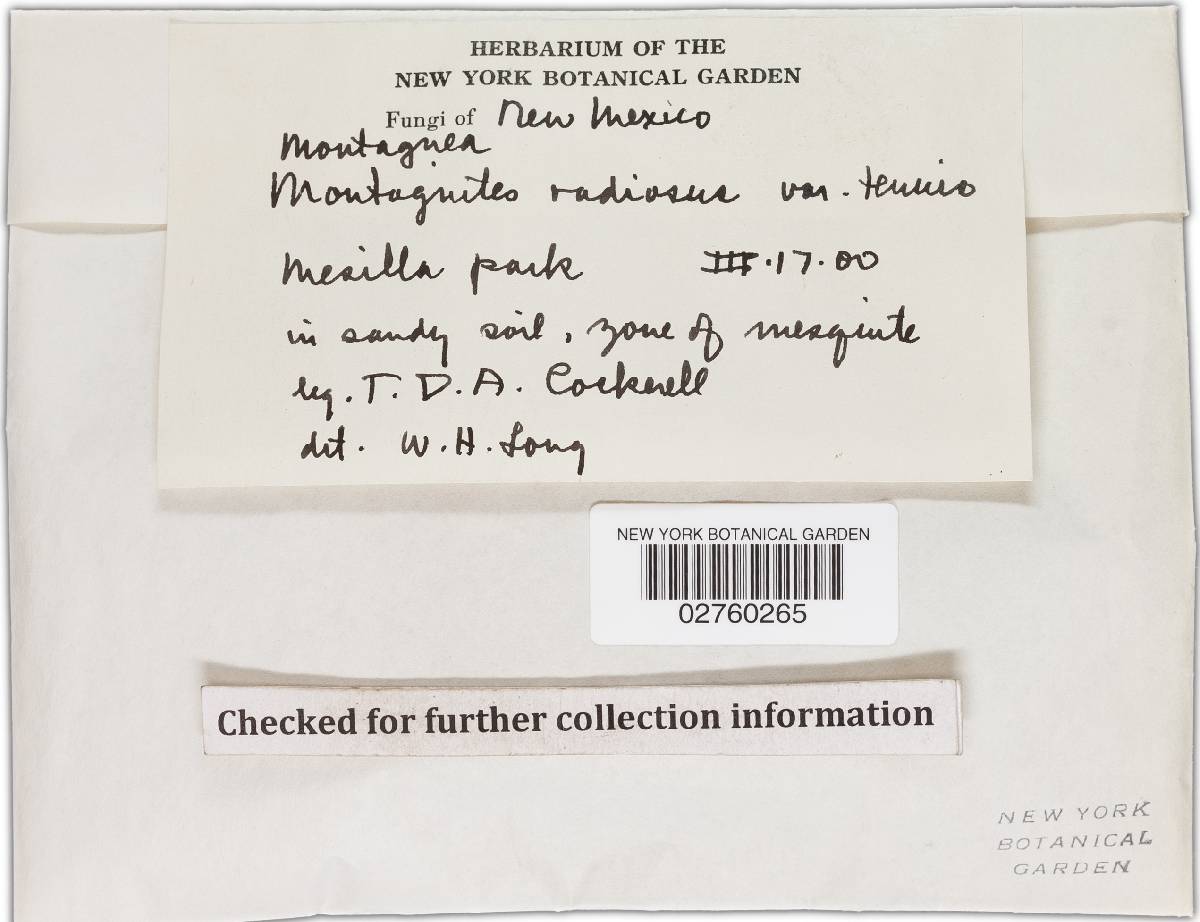 HERBARIUM OF THE
NEW YORK BOTANICAL GARDEN
Fungi of New Mexico
Montagnea
Montagnites radiosus var. tenuis
Mesilla park III.17.00
in sandy soil, zone of mesquite
leg. T. D. A. Cockerell
det. W. H. Long
NEW YORK BOTANICAL GARDEN
02760265
Checked for further collection information
NEW YORK
BOTANICAL
GARDEN